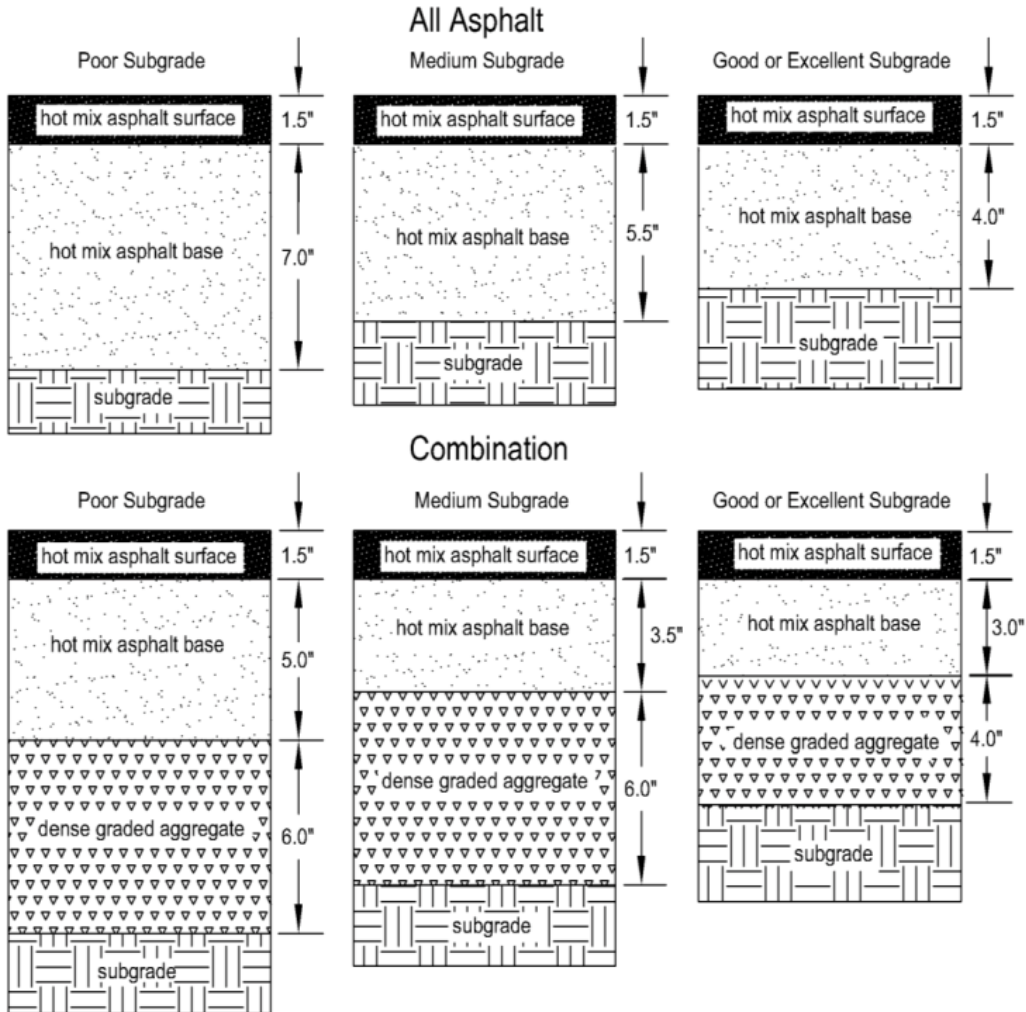 All Asphalt
Poor Subgrade
Medium Subgrade
Good or Excellent Subgrade
hot mix asphalt surface
1.5"
hot mix asphalt surface
1.5"
hot mix asphalt surface
1.5"
hot mix asphalt base
7.0"
hot mix asphalt base
5.5"
hot mix asphalt base
4.0"
subgrade
subgrade
subgrade
Combination
Poor Subgrade
Medium Subgrade
Good or Excellent Subgrade
hot mix asphalt surface
1.5"
hot mix asphalt surface
1.5"
hot mix asphalt surface
1.5"
hot mix asphalt base
5.0"
hot mix asphalt base
3.5"
hot mix asphalt base
3.0"
dense graded aggregate
6.0"
dense graded aggregate
6.0"
dense graded aggregate
4.0"
subgrade
subgrade
subgrade